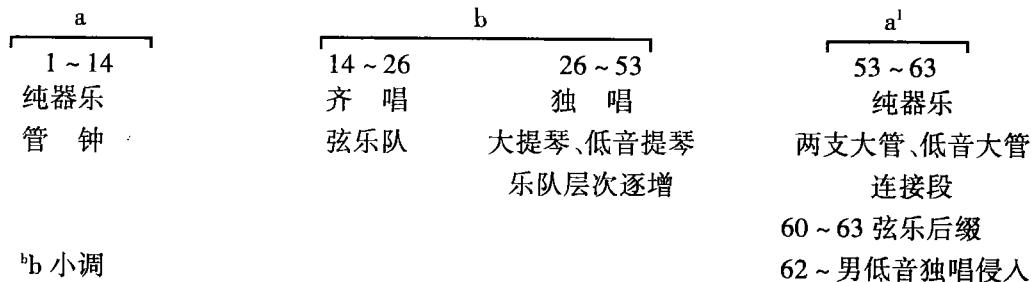 a b a¹
1～14 14～26 26～53 53～63
纯器乐 齐 唱 独 唱 纯器乐
管 钟 弦乐队 大提琴、低音提琴 两支大管、低音大管
乐队层次逐增 连接段
60～63 弦乐后缀
ᵇb 小调 62～男低音独唱侵入